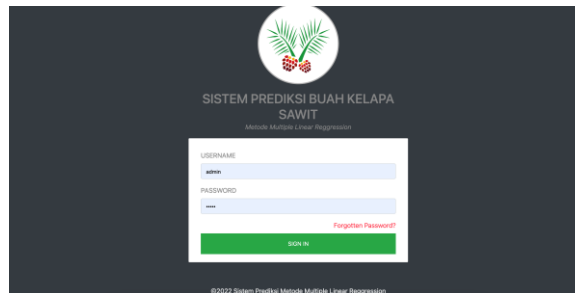 SISTEM PREDIKSI BUAH KELAPA
SAWIT
Metode Multiple Linear Reggression
USERNAME
admin
PASSWORD
•••••
Forgotten Password?
SIGN IN
©2022 Sistem Prediksi Metode Multiple Linear Reggression